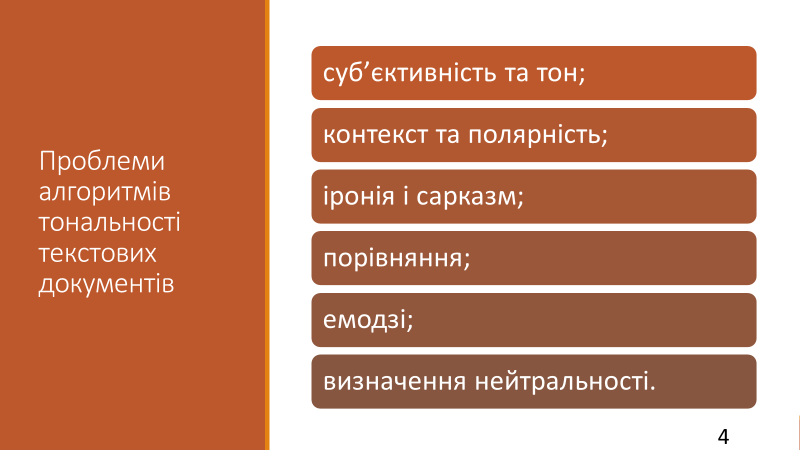 Проблеми
алгоритмів
тональності
текстових
документів
суб’єктивність та тон;
контекст та полярність;
іронія і сарказм;
порівняння;
емодзі;
визначення нейтральності.
4